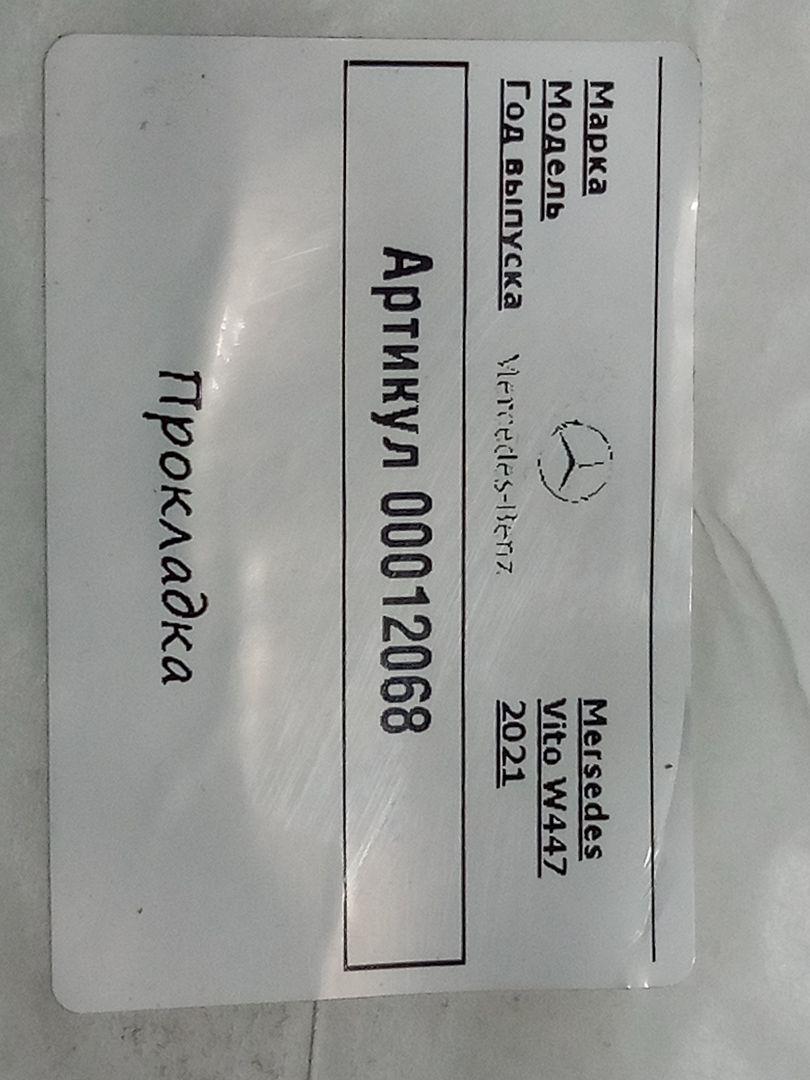 Марка Mersedes
Модель Vito W447
Год выпуска 2021
Mercedes-Benz
Артикул 00012068
Прокладка